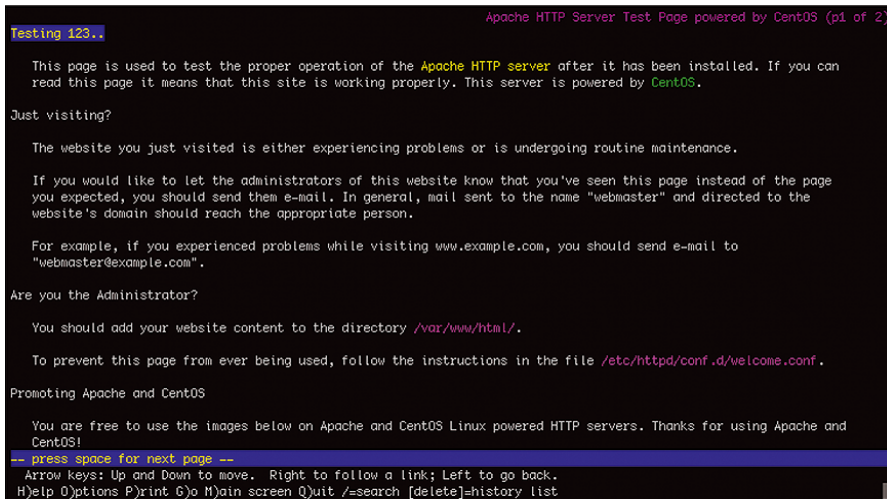 Apache HTTP Server Test Page powered by CentOS (p1 of 2)
Testing 123..
This page is used to test the proper operation of the Apache HTTP server after it has been installed. If you can
read this page it means that this site is working properly. This server is powered by CentOS.
Just visiting?
The website you just visited is either experiencing problems or is undergoing routine maintenance.
If you would like to let the administrators of this website know that you've seen this page instead of the page
you expected, you should send them e-mail. In general, mail sent to the name "webmaster" and directed to the
website's domain should reach the appropriate person.
For example, if you experienced problems while visiting www.example.com, you should send e-mail to
"webmaster@example.com".
Are you the Administrator?
You should add your website content to the directory /var/www/html/.
To prevent this page from ever being used, follow the instructions in the file /etc/httpd/conf.d/welcome.conf.
Promoting Apache and CentOS
You are free to use the images below on Apache and CentOS Linux powered HTTP servers. Thanks for using Apache and
CentOS!
-- press space for next page --
Arrow keys: Up and Down to move.  Right to follow a link; Left to go back.
H)elp O)ptions P)rint G)o M)ain screen Q)uit /=search [delete]=history list